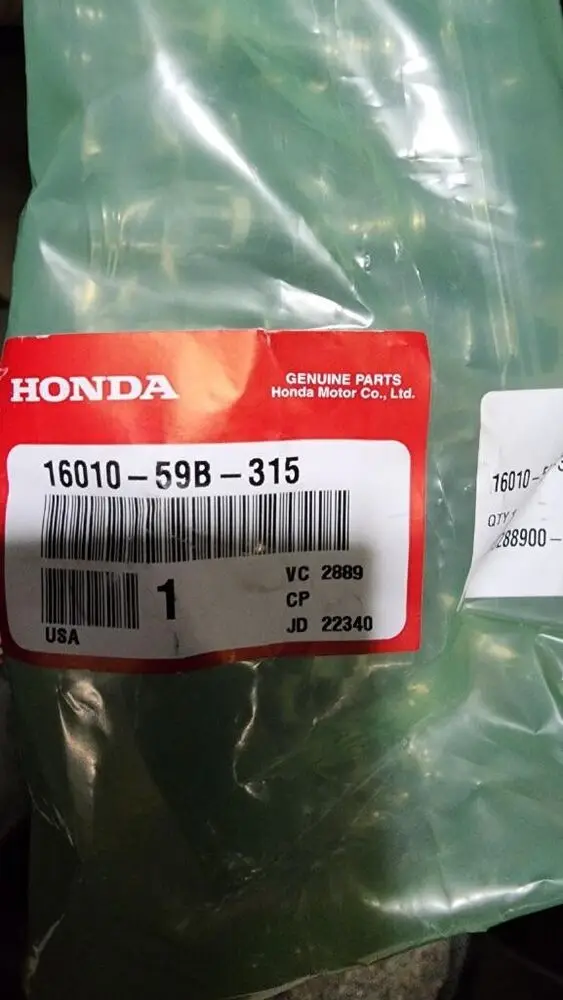 HONDA
GENUINE PARTS
Honda Motor Co., Ltd.
16010-59B-315
1
VC 2889
CP
JD 22340
USA
16010-
QTY
288900-